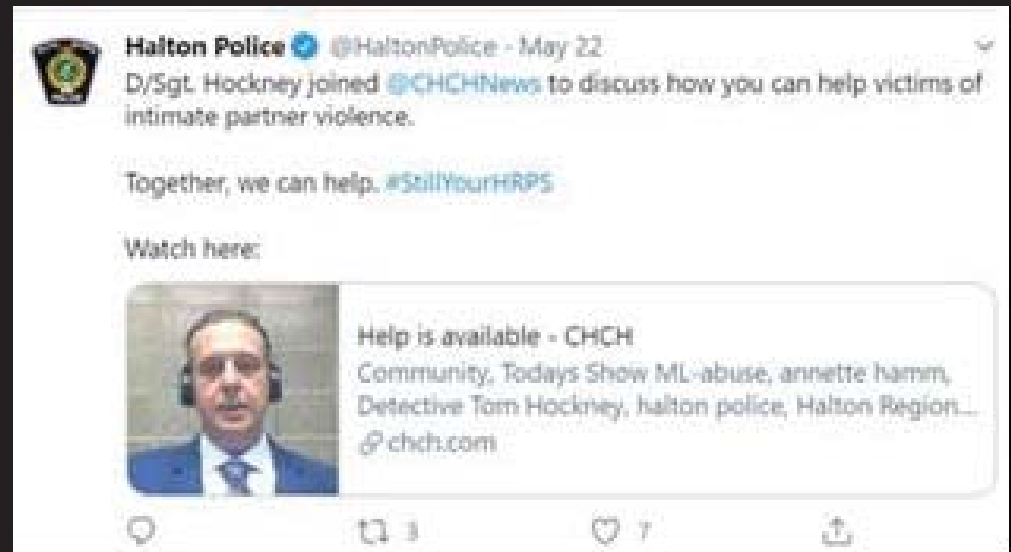 Halton Police @HaltonPolice - May 22
D/Sgt. Hockney joined @CHCHNews to discuss how you can help victims of
intimate partner violence.
Together, we can help. #StillYourHRPS
Watch here:
Help is available - CHCH
Community, Todays Show ML-abuse, annette hamm,
Detective Tom Hockney, halton police, Halton Region...
chch.com
3 7